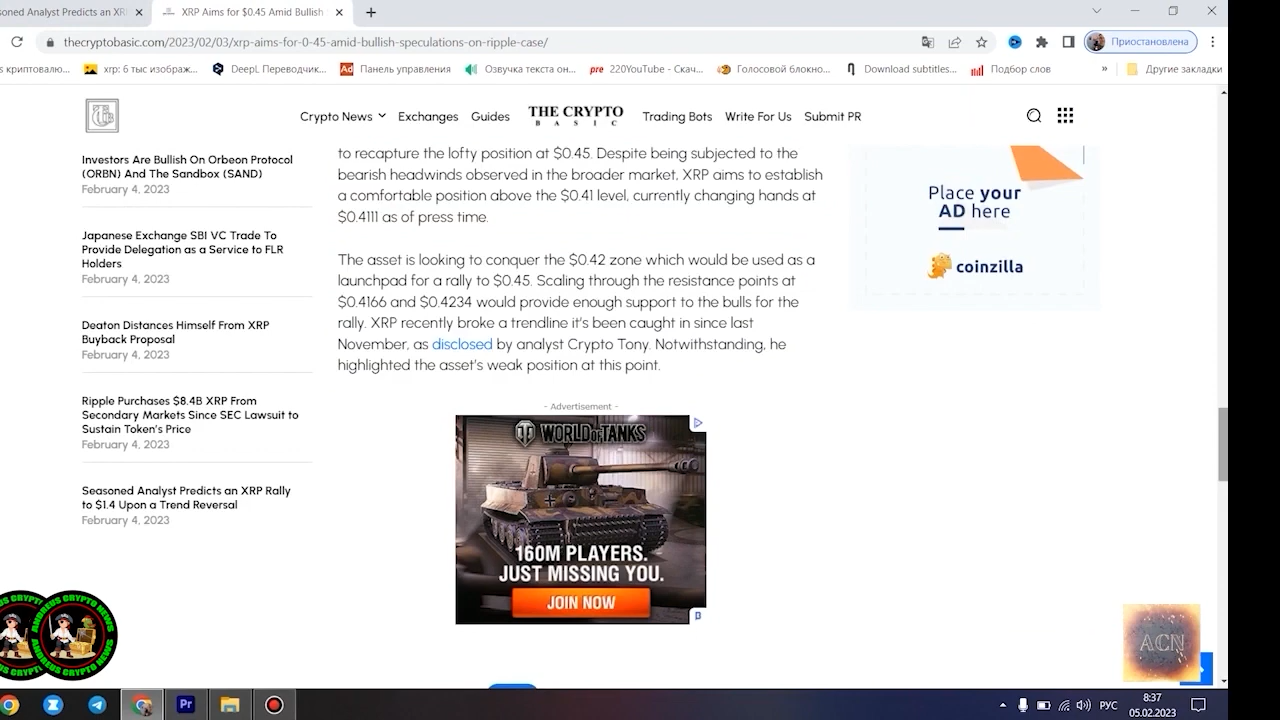 soned Analyst Predicts an XR
XRP Aims for $0.45 Amid Bullish
thecryptobasic.com/2023/02/03/xrp-aims-for-0-45-amid-bullish-speculations-on-ripple-case/
Приостановлена
s криптовалю...
xrp: 6 тыс изображ...
DeepL Переводчик...
Ad
Панель управления
Озвучка текста он...
pre
220YouTube - Скач...
Голосовой блокно...
Download subtitles...
Подбор слов
»
Другие закладки
Crypto News
Exchanges
Guides
THE CRYPTO
BASIC
Trading Bots
Write For Us
Submit PR
Investors Are Bullish On Orbeon Protocol
(ORBN) And The Sandbox (SAND)
February 4, 2023
Japanese Exchange SBI VC Trade To
Provide Delegation as a Service to FLR
Holders
February 4, 2023
Deaton Distances Himself From XRP
Buyback Proposal
February 4, 2023
Ripple Purchases $8.4B XRP From
Secondary Markets Since SEC Lawsuit to
Sustain Token's Price
February 4, 2023
Seasoned Analyst Predicts an XRP Rally
to $1.4 Upon a Trend Reversal
February 4, 2023
to recapture the lofty position at $0.45. Despite being subjected to the
bearish headwinds observed in the broader market, XRP aims to establish
a comfortable position above the $0.41 level, currently changing hands at
$0.4111 as of press time.
The asset is looking to conquer the $0.42 zone which would be used as a
launchpad for a rally to $0.45. Scaling through the resistance points at
$0.4166 and $0.4234 would provide enough support to the bulls for the
rally. XRP recently broke a trendline it's been caught in since last
November, as disclosed by analyst Crypto Tony. Notwithstanding, he
highlighted the asset's weak position at this point.
- Advertisement -
WORLD OF TANKS
160M PLAYERS.
JUST MISSING YOU.
JOIN NOW
Place your
AD here
coinzilla
ANDREUS CRYPTO NEWS
ANDREUS CRYPTO NEWS
ACN
Pr
РУС
8:37
05.02.2023